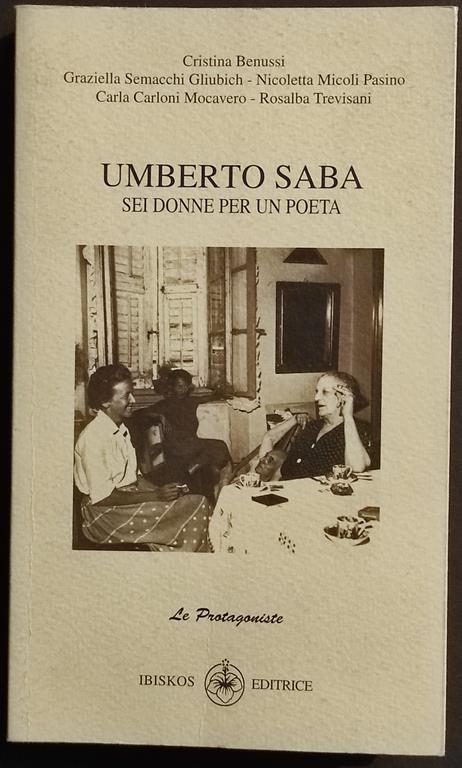 Cristina Benussi
Graziella Semacchi Gliubich - Nicoletta Micoli Pasino
Carla Carloni Mocavero - Rosalba Trevisani
UMBERTO SABA
SEI DONNE PER UN POETA
Le Protagoniste
IBISKOS EDITRICE